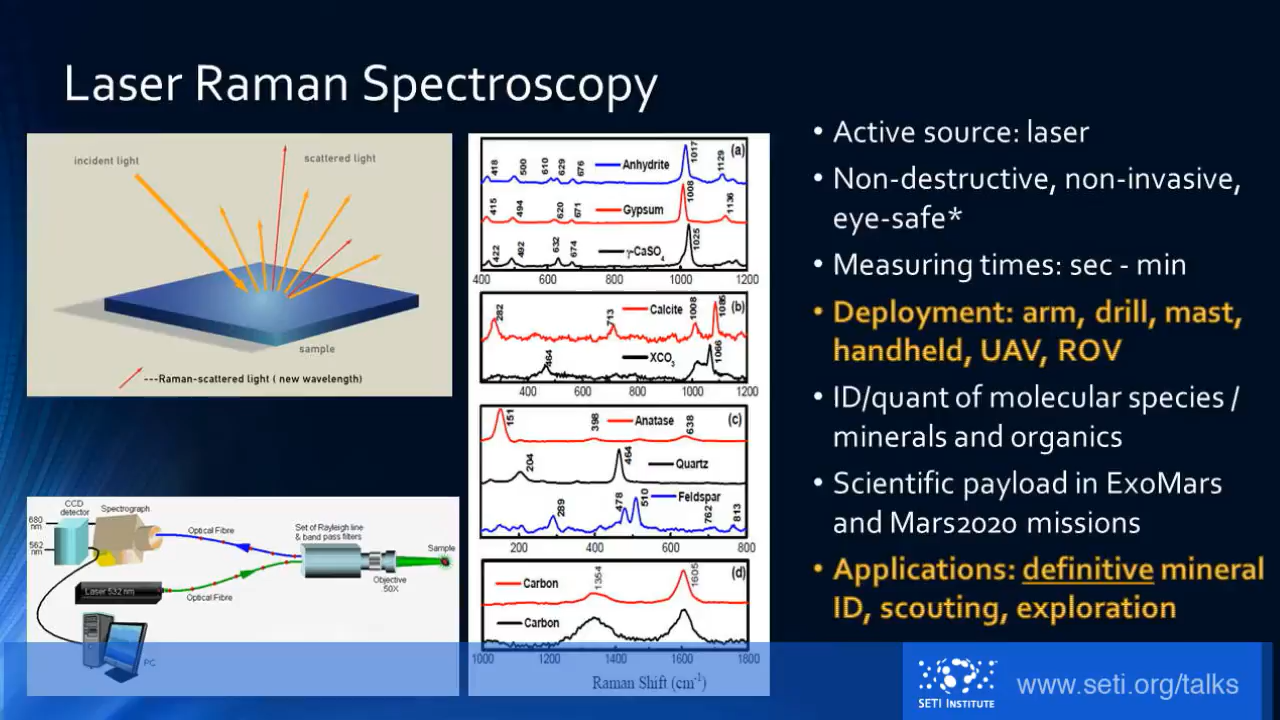 Laser Raman Spectroscopy
incident light
scattered light
sample
---Raman-scattered light ( new wavelength)
CCD
detector
Spectrograph
680
nm
562
nm
Optical Fibre
Set of Rayleigh line
& band pass filters
Sample
Objective
50X
Laser 532 nm
Optical Fibre
PC
(a)
418 500 610 629 676 Anhydrite 1017 1129
415 494 620 671 Gypsum 1008 1136
422 492 632 674 γ-CaSO4 1025
400 600 800 1000 1200
(b)
282 713 Calcite 1008 1086
464 XCO3 1066
400 600 800 1000 1200
(c)
151 398 Anatase 638
204 464 Quartz
289 478 510 Feldspar 762 813
200 400 600 800
(d)
Carbon 1354 1605
Carbon
1000 1200 1400 1600 1800
Raman Shift (cm-1)
• Active source: laser
• Non-destructive, non-invasive,
eye-safe*
• Measuring times: sec - min
• Deployment: arm, drill, mast,
handheld, UAV, ROV
• ID/quant of molecular species /
minerals and organics
• Scientific payload in ExoMars
and Mars2020 missions
• Applications: definitive mineral
ID, scouting, exploration
SETI INSTITUTE
www.seti.org/talks